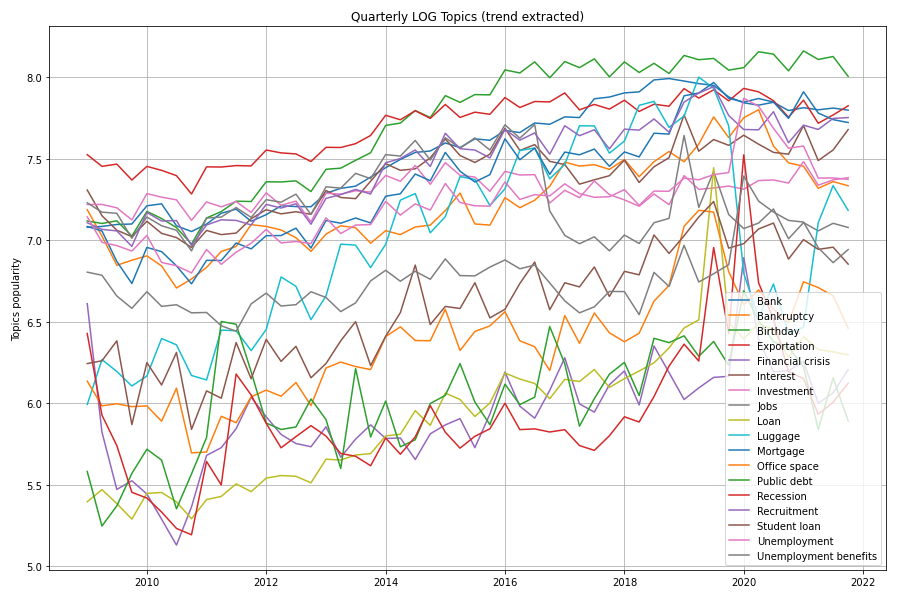 Quarterly LOG Topics (trend extracted)
Topics popularity
8.0
7.5
7.0
6.5
6.0
5.5
5.0
2010
2012
2014
2016
2018
2020
2022
Bank
Bankruptcy
Birthday
Exportation
Financial crisis
Interest
Investment
Jobs
Loan
Luggage
Mortgage
Office space
Public debt
Recession
Recruitment
Student loan
Unemployment
Unemployment benefits